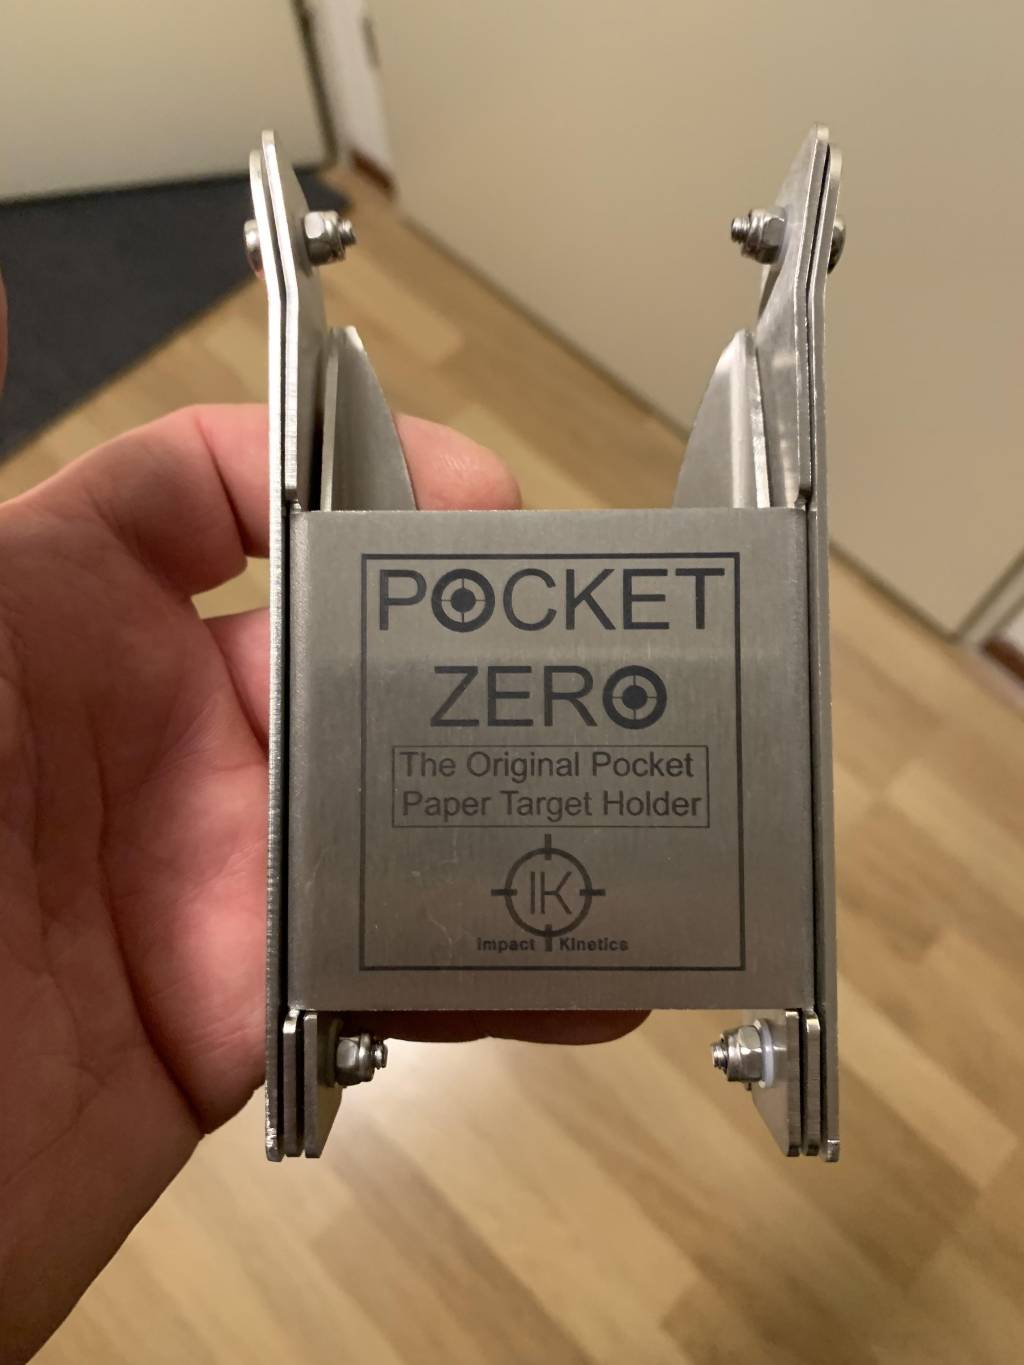 POCKET
ZERO
The Original Pocket
Paper Target Holder
IK
Impact Kinetics